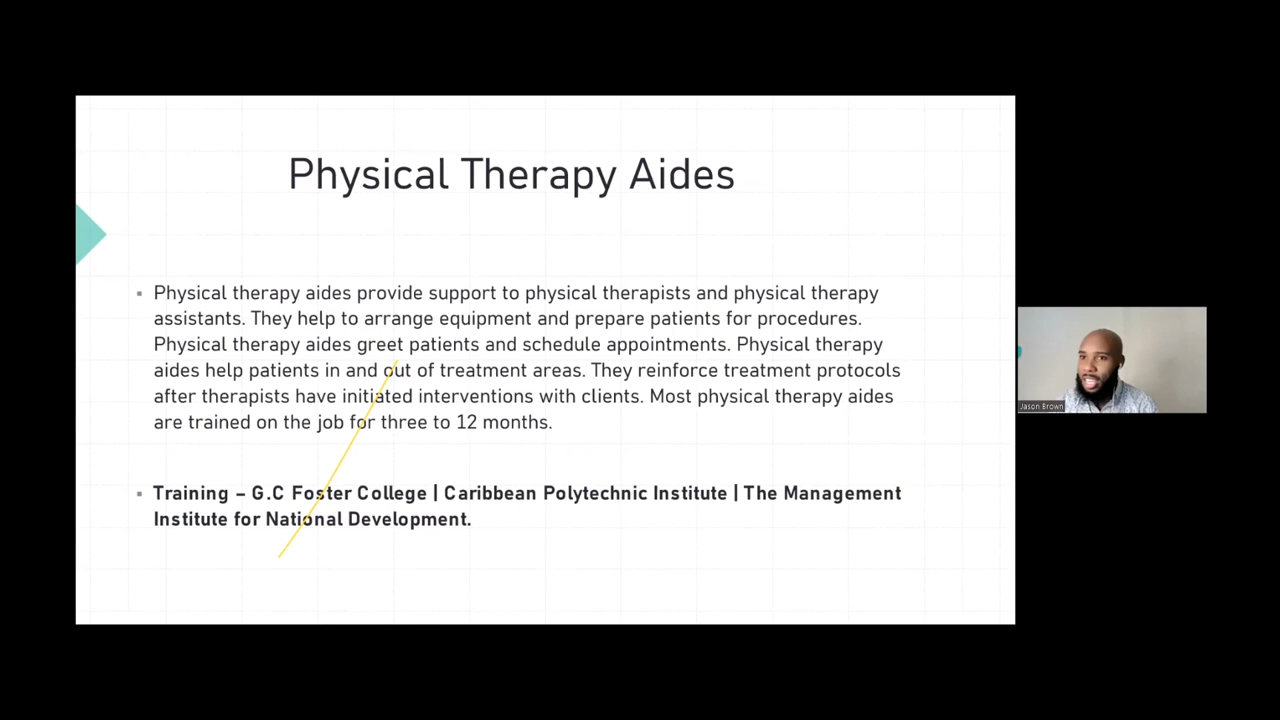 Physical Therapy Aides
Physical therapy aides provide support to physical therapists and physical therapy
assistants. They help to arrange equipment and prepare patients for procedures.
Physical therapy aides greet patients and schedule appointments. Physical therapy
aides help patients in and out of treatment areas. They reinforce treatment protocols
after therapists have initiated interventions with clients. Most physical therapy aides
are trained on the job for three to 12 months.
Training – G.C Foster College | Caribbean Polytechnic Institute | The Management
Institute for National Development.
Jason Brown